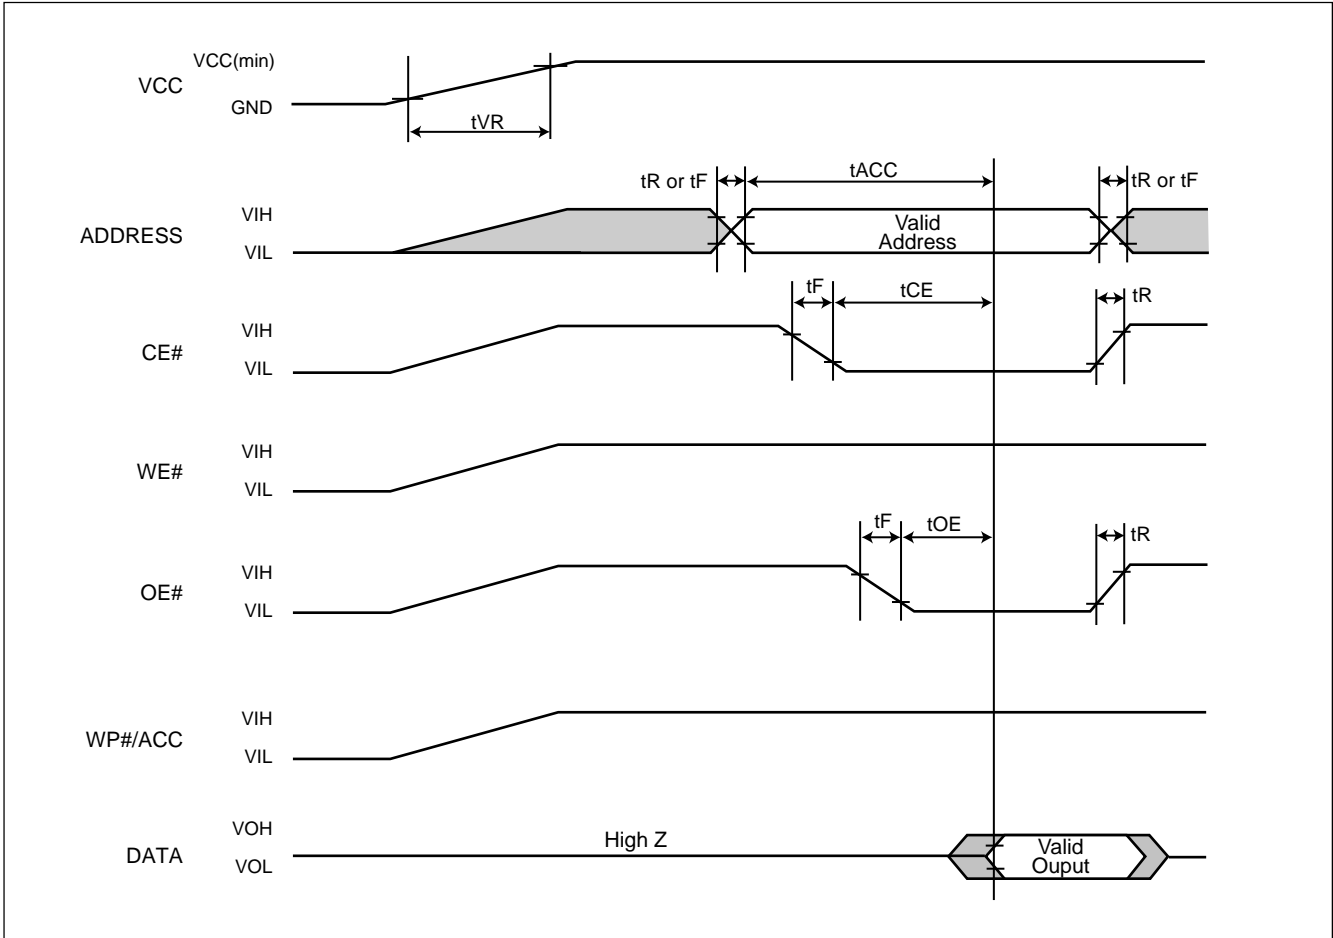 VCC(min)
VCC
GND
tVR
tR or tF
tACC
tR or tF
VIH
ADDRESS
VIL
Valid
Address
tF
tCE
tR
VIH
CE#
VIL
VIH
WE#
VIL
tF
tOE
tR
VIH
OE#
VIL
VIH
WP#/ACC
VIL
VOH
DATA
VOL
High Z
Valid
Ouput